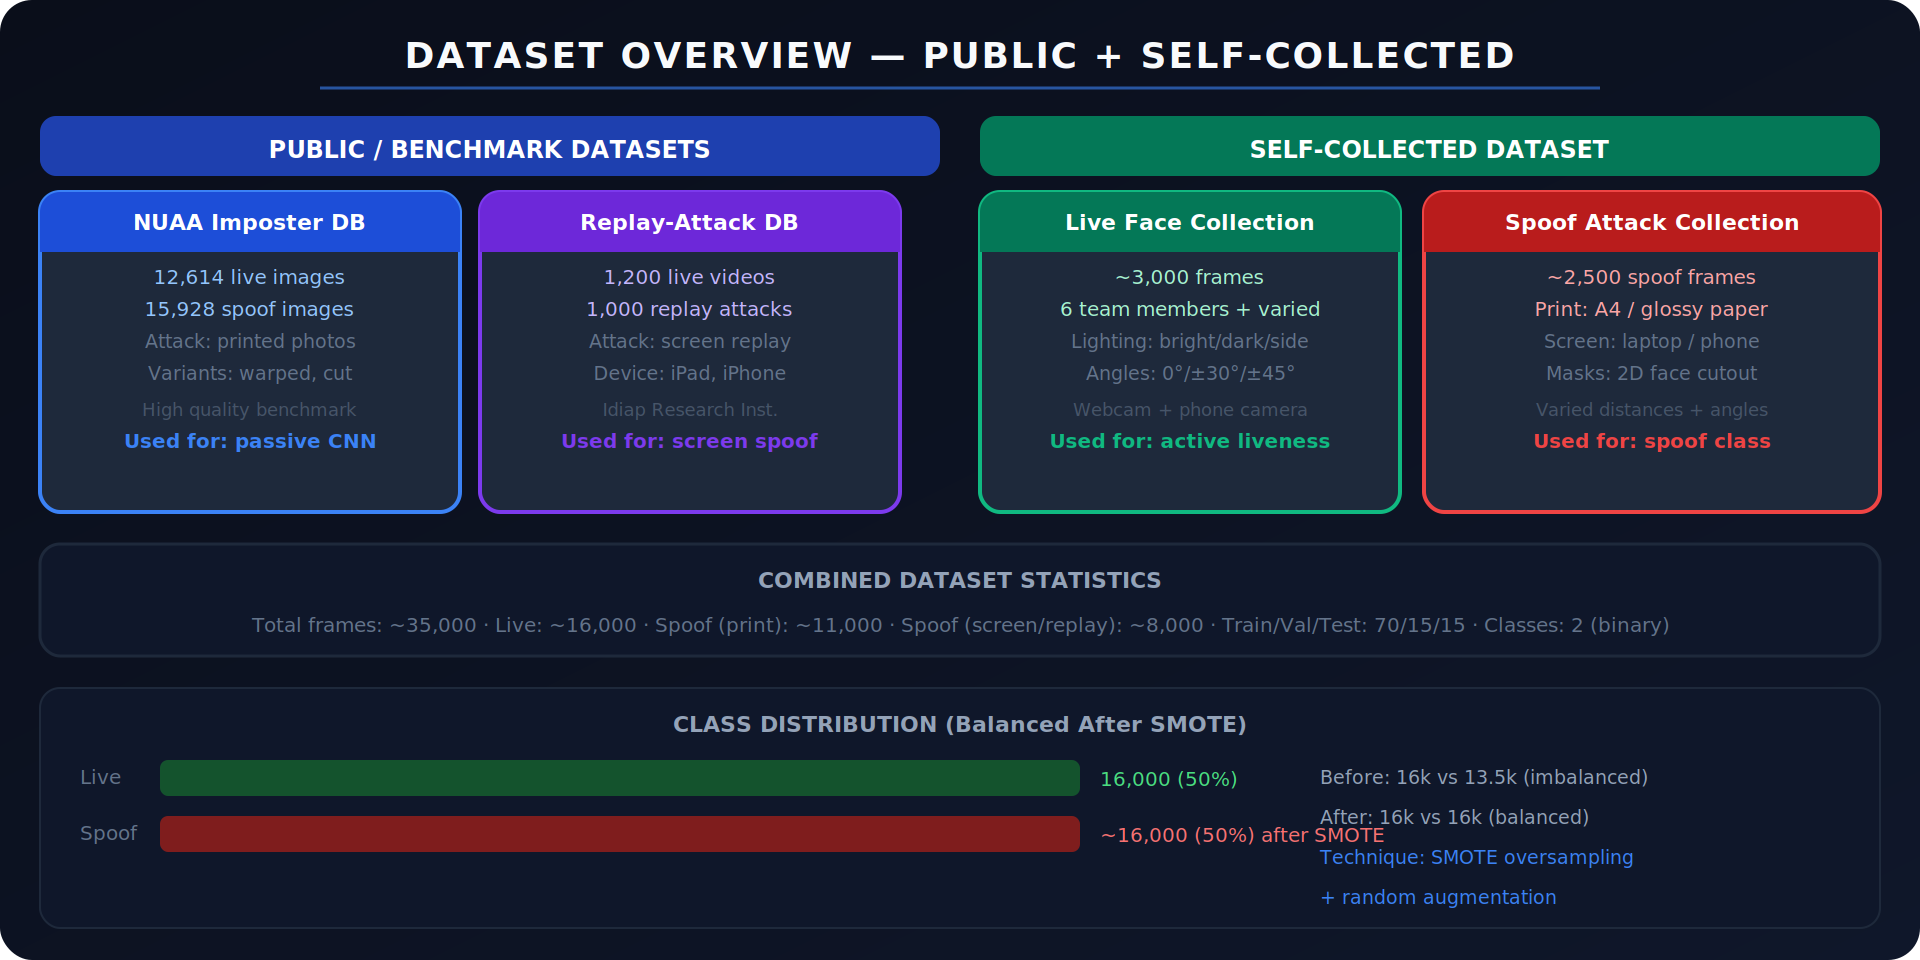 DATASET OVERVIEW — PUBLIC + SELF-COLLECTED
PUBLIC / BENCHMARK DATASETS
NUAA Imposter DB
12,614 live images
15,928 spoof images
Attack: printed photos
Variants: warped, cut
High quality benchmark
Used for: passive CNN
Replay-Attack DB
1,200 live videos
1,000 replay attacks
Attack: screen replay
Device: iPad, iPhone
Idiap Research Inst.
Used for: screen spoof
SELF-COLLECTED DATASET
Live Face Collection
~3,000 frames
6 team members + varied
Lighting: bright/dark/side
Angles: 0°/±30°/±45°
Webcam + phone camera
Used for: active liveness
Spoof Attack Collection
~2,500 spoof frames
Print: A4 / glossy paper
Screen: laptop / phone
Masks: 2D face cutout
Varied distances + angles
Used for: spoof class
COMBINED DATASET STATISTICS
Total frames: ~35,000 · Live: ~16,000 · Spoof (print): ~11,000 · Spoof (screen/replay): ~8,000 · Train/Val/Test: 70/15/15 · Classes: 2 (binary)
CLASS DISTRIBUTION (Balanced After SMOTE)
Live
16,000 (50%)
Spoof
~16,000 (50%) after SMOTE
Before: 16k vs 13.5k (imbalanced)
After: 16k vs 16k (balanced)
Technique: SMOTE oversampling
+ random augmentation